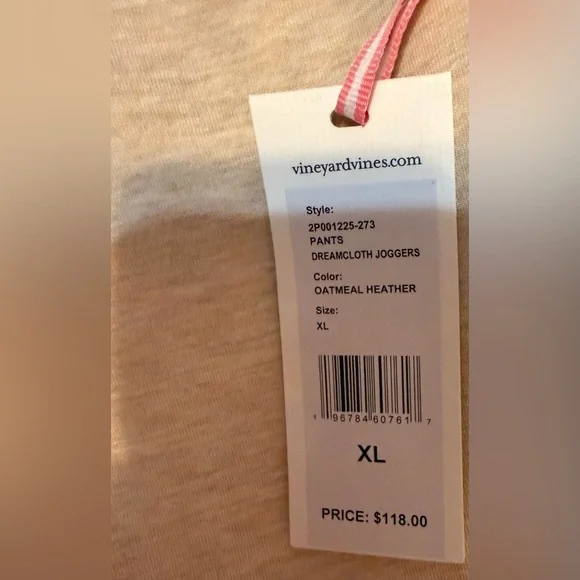 vineyardvines.com
Style:
2P001225-273
PANTS
DREAMCLOTH JOGGERS
Color:
OATMEAL HEATHER
Size:
XL
1 96784 60761 7
XL
PRICE: $118.00